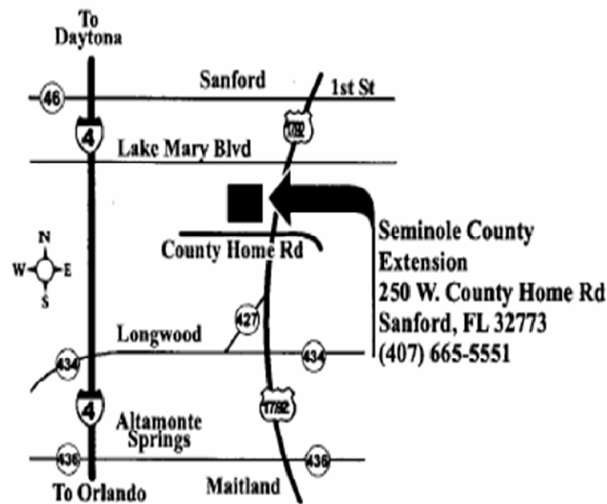 To
Daytona
Sanford
1st St
46
4
17/92
Lake Mary Blvd
N
W E
S
County Home Rd
Seminole County
Extension
250 W. County Home Rd
Sanford, FL 32773
(407) 665-5551
427
Longwood
434
434
4
17/92
Altamonte
Springs
436
436
To Orlando
Maitland